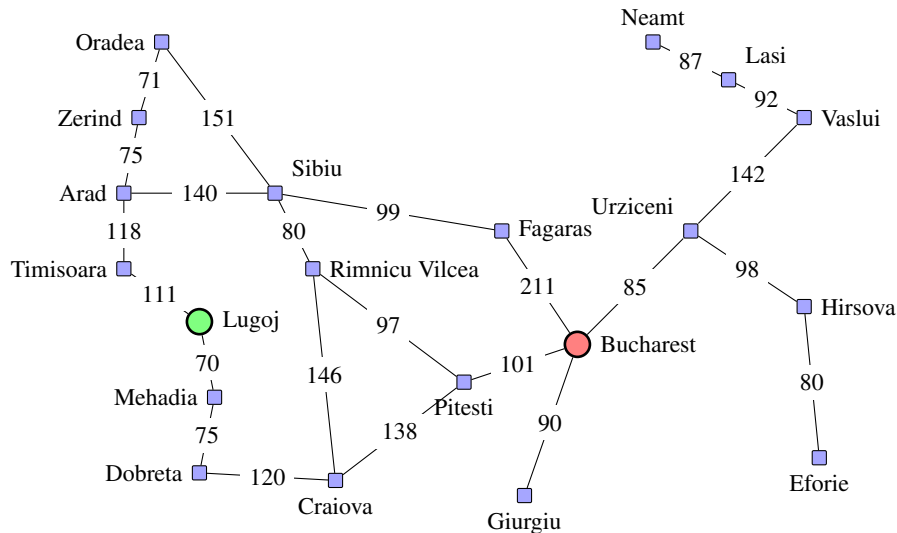 Neamt
Oradea
87
Lasi
71
92
Zerind
151
Vaslui
75
142
Sibiu
Arad
140
99
Urziceni
118
80
Fagaras
Timisoara
Rimnicu Vilcea
98
111
211
85
Hirsova
Lugoj
97
Bucharest
70
101
146
80
Mehadia
Pitesti
90
75
138
Dobreta
120
Craiova
Eforie
Giurgiu